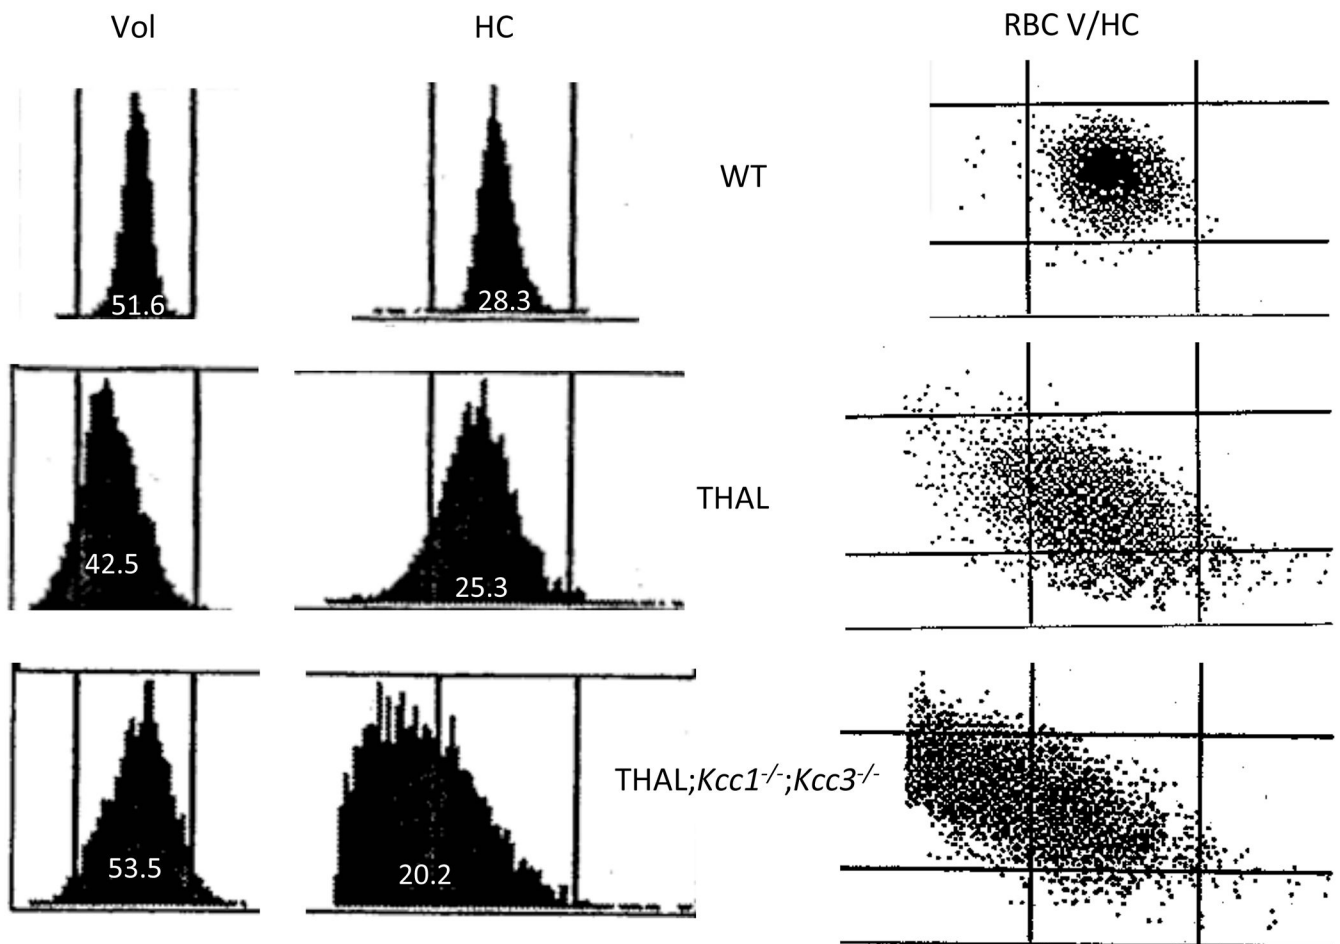 Vol HC RBC V/HC
51.6 28.3 WT
42.5 25.3 THAL
53.5 20.2 THAL;Kcc1-/-;Kcc3-/-